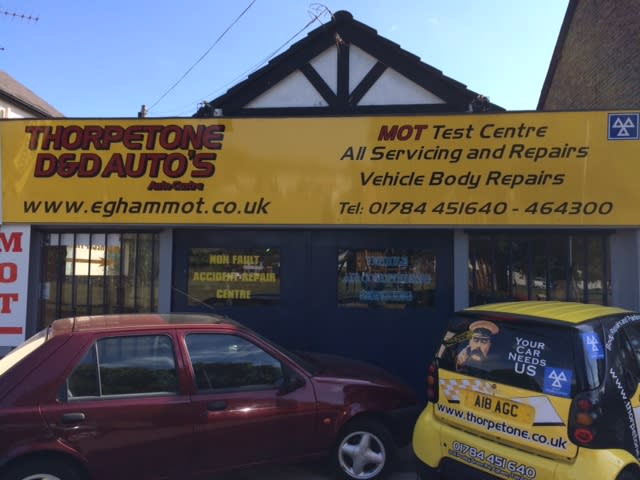 THORPETONE
D&D AUTO'S
Auto Centre
www.eghammot.co.uk
MOT Test Centre
All Servicing and Repairs
Vehicle Body Repairs
Tel: 01784 451640 - 464300
M
O
T
NON FAULT
ACCIDENT REPAIR
CENTRE
YOUR
CAR
NEEDS
US
A18 AGC
www.thorpetone.co.uk
01784 451 640